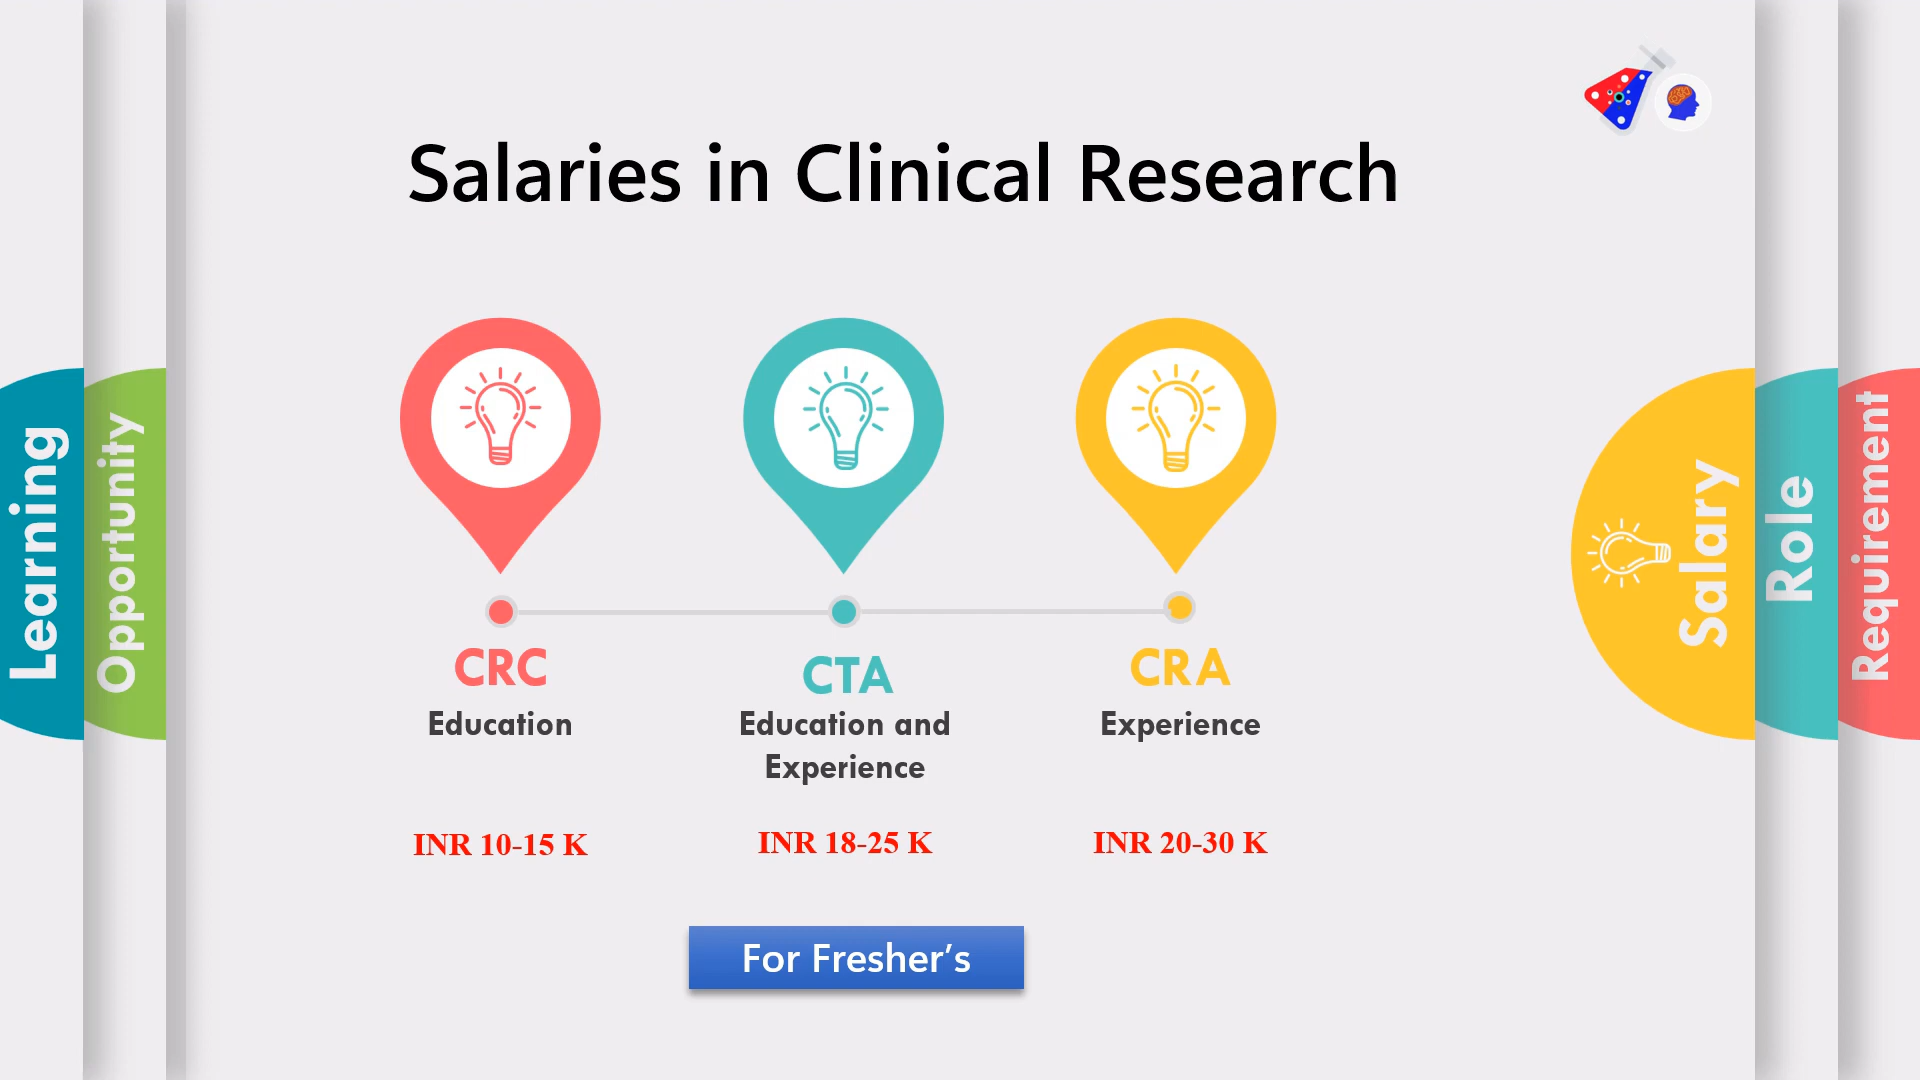 Salaries in Clinical Research
Learning
Opportunity
CRC
Education
INR 10-15 K
CTA
Education and
Experience
INR 18-25 K
CRA
Experience
INR 20-30 K
For Fresher’s
Salary
Role
Requirement